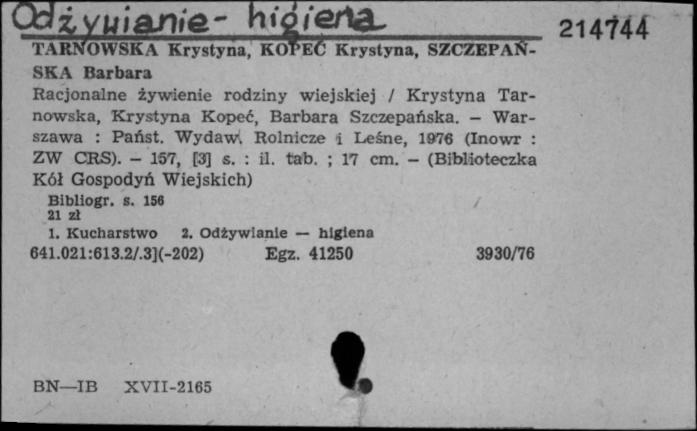 Odżywianie - higiena
214744
TARNOWSKA Krystyna, KOPEĆ Krystyna, SZCZEPAŃ-
SKA Barbara
Racjonalne żywienie rodziny wiejskiej / Krystyna Tar-
nowska, Krystyna Kopeć, Barbara Szczepańska. — War-
szawa : Państ. Wydaw. Rolnicze i Leśne, 1976 (Inowr :
ZW CRS). — 157, [3] s. : il. tab. ; 17 cm. — (Biblioteczka
Kół Gospodyń Wiejskich)
Bibliogr. s. 156
21 zł
1. Kucharstwo 2. Odżywianie — higiena
641.021:613.2/.3](-202) Egz. 41250 3930/76
BN—IB XVII-2165